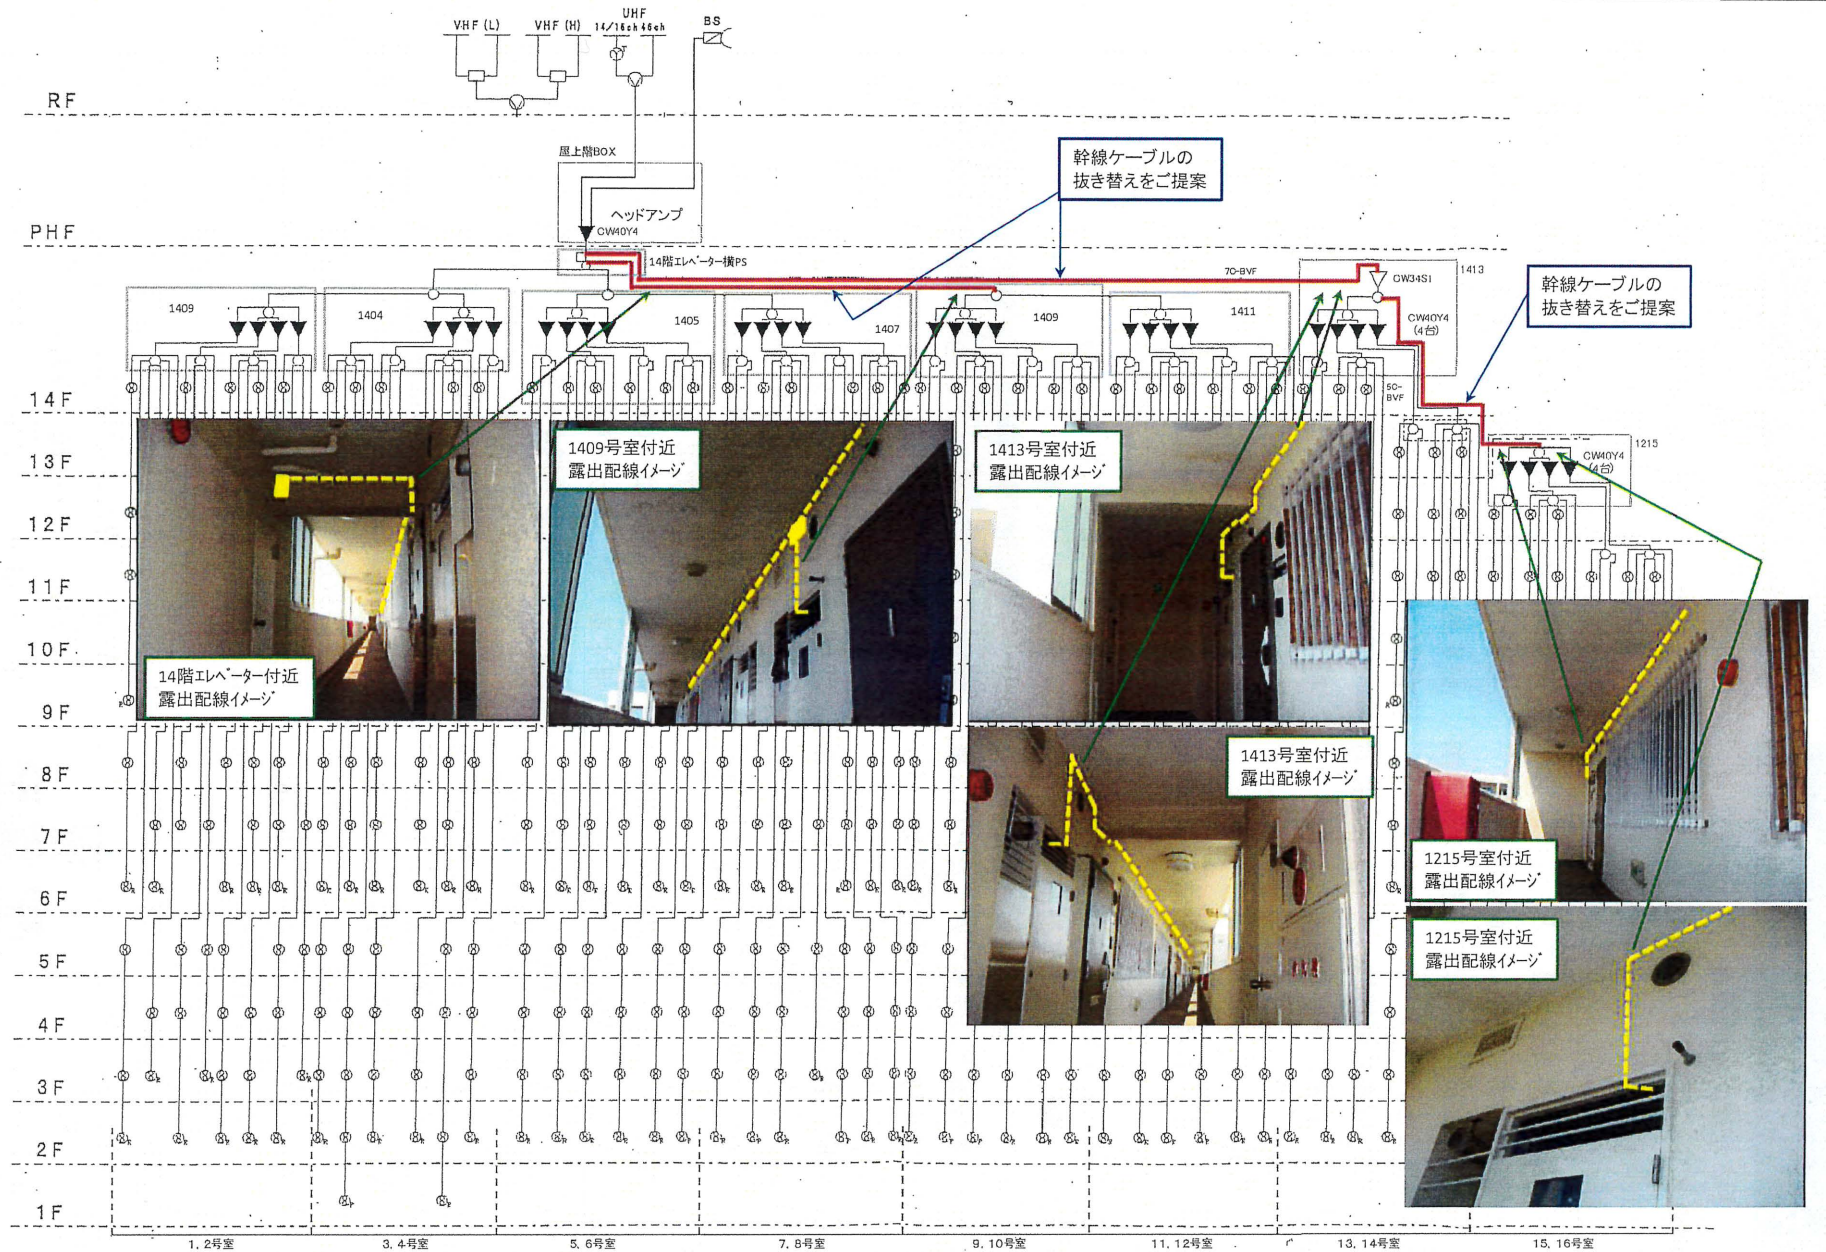 VHF (L)
VHF (H)
UHF
14/16ch 46ch
BS
RF
屋上階BOX
ヘッドアンプ
CW40Y4
PHF
幹線ケーブルの
抜き替えをご提案
14階エレベーター横PS
7C-BVF
CW34S1
1413
CW40Y4
(4台)
幹線ケーブルの
抜き替えをご提案
1409
1404
1405
1407
1409
1411
5C-
BVF
14F
13F
12F
11F
10F
9F
8F
7F
6F
5F
4F
3F
2F
1F
1215
CW40Y4
(4台)
14階エレベーター付近
露出配線イメージ
1409号室付近
露出配線イメージ
1413号室付近
露出配線イメージ
1413号室付近
露出配線イメージ
1215号室付近
露出配線イメージ
1215号室付近
露出配線イメージ
1, 2号室
3, 4号室
5, 6号室
7, 8号室
9, 10号室
11, 12号室
13, 14号室
15, 16号室